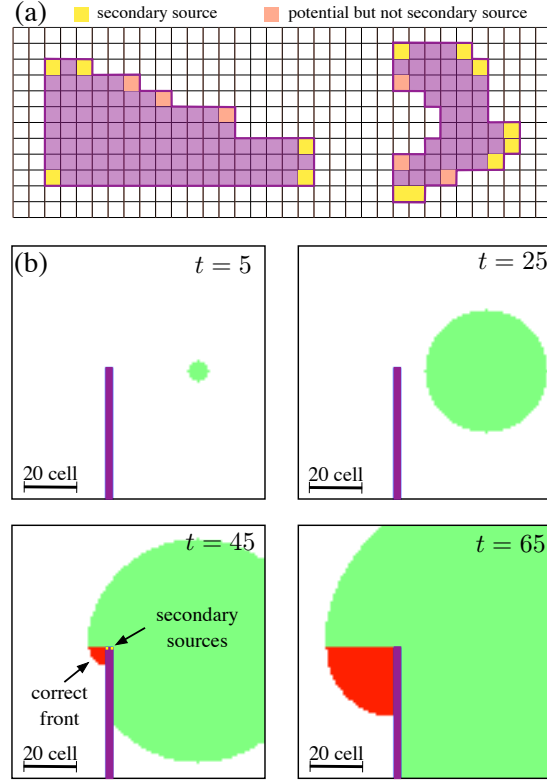 (a) secondary source potential but not secondary source
(b) t = 5 t = 25
20 cell 20 cell
t = 45 t = 65
secondary
sources
correct
front
20 cell 20 cell